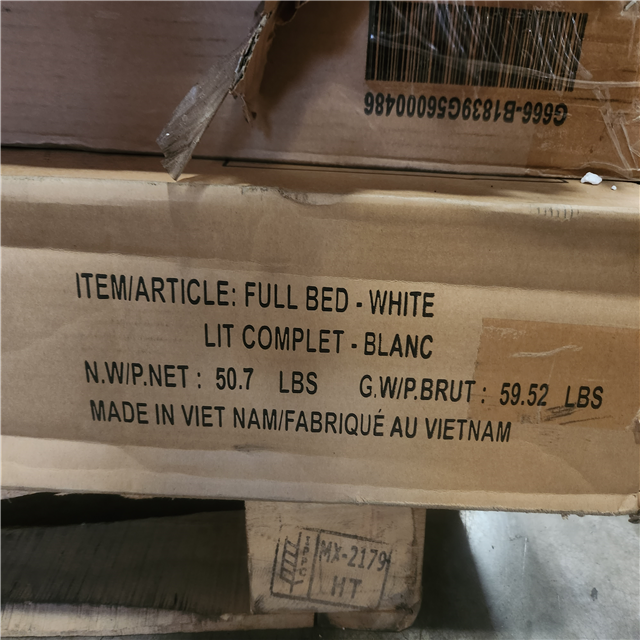 G666-B1839G56000486
ITEM/ARTICLE: FULL BED - WHITE
LIT COMPLET - BLANC
N.W/P.NET : 50.7 LBS G.W/P.BRUT : 59.52 LBS
MADE IN VIET NAM/FABRIQUÉ AU VIETNAM
MX-2179
HT